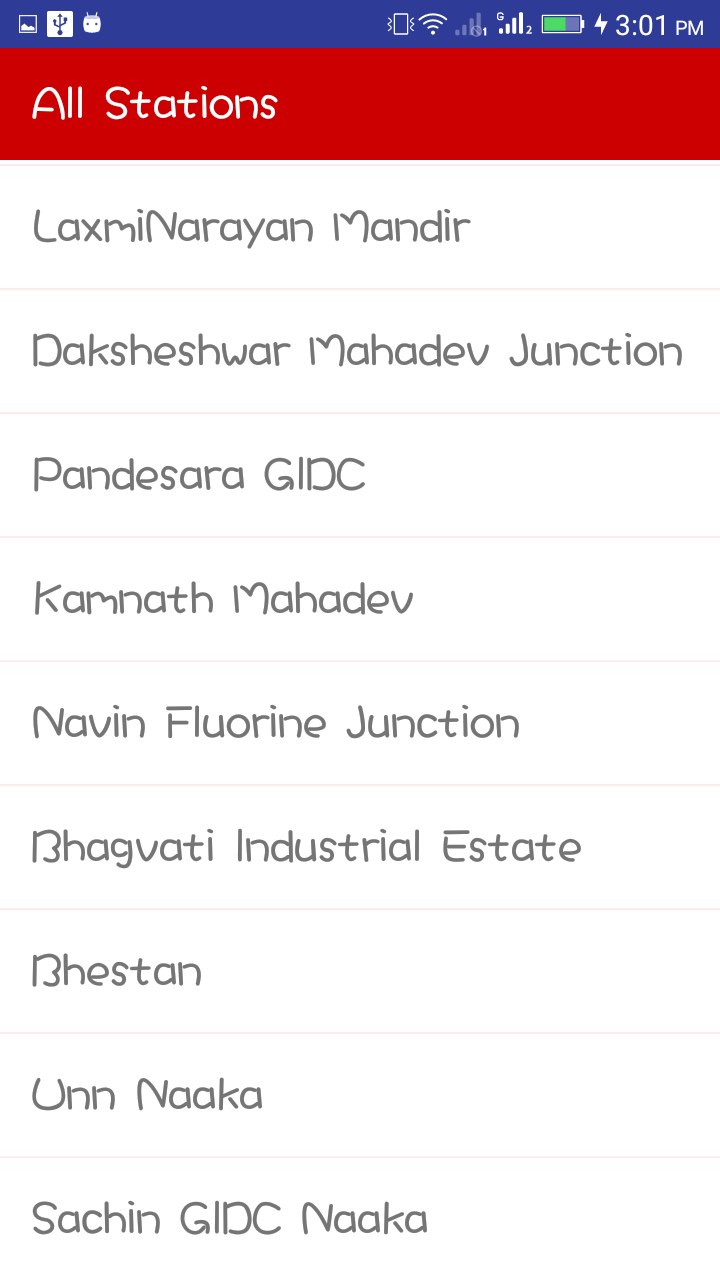 3:01 PM
All Stations
LaxmiNarayan Mandir
Daksheshwar Mahadev Junction
Pandesara GIDC
Kamnath Mahadev
Navin Fluorine Junction
Bhagvati Industrial Estate
Bhestan
Unn Naaka
Sachin GIDC Naaka